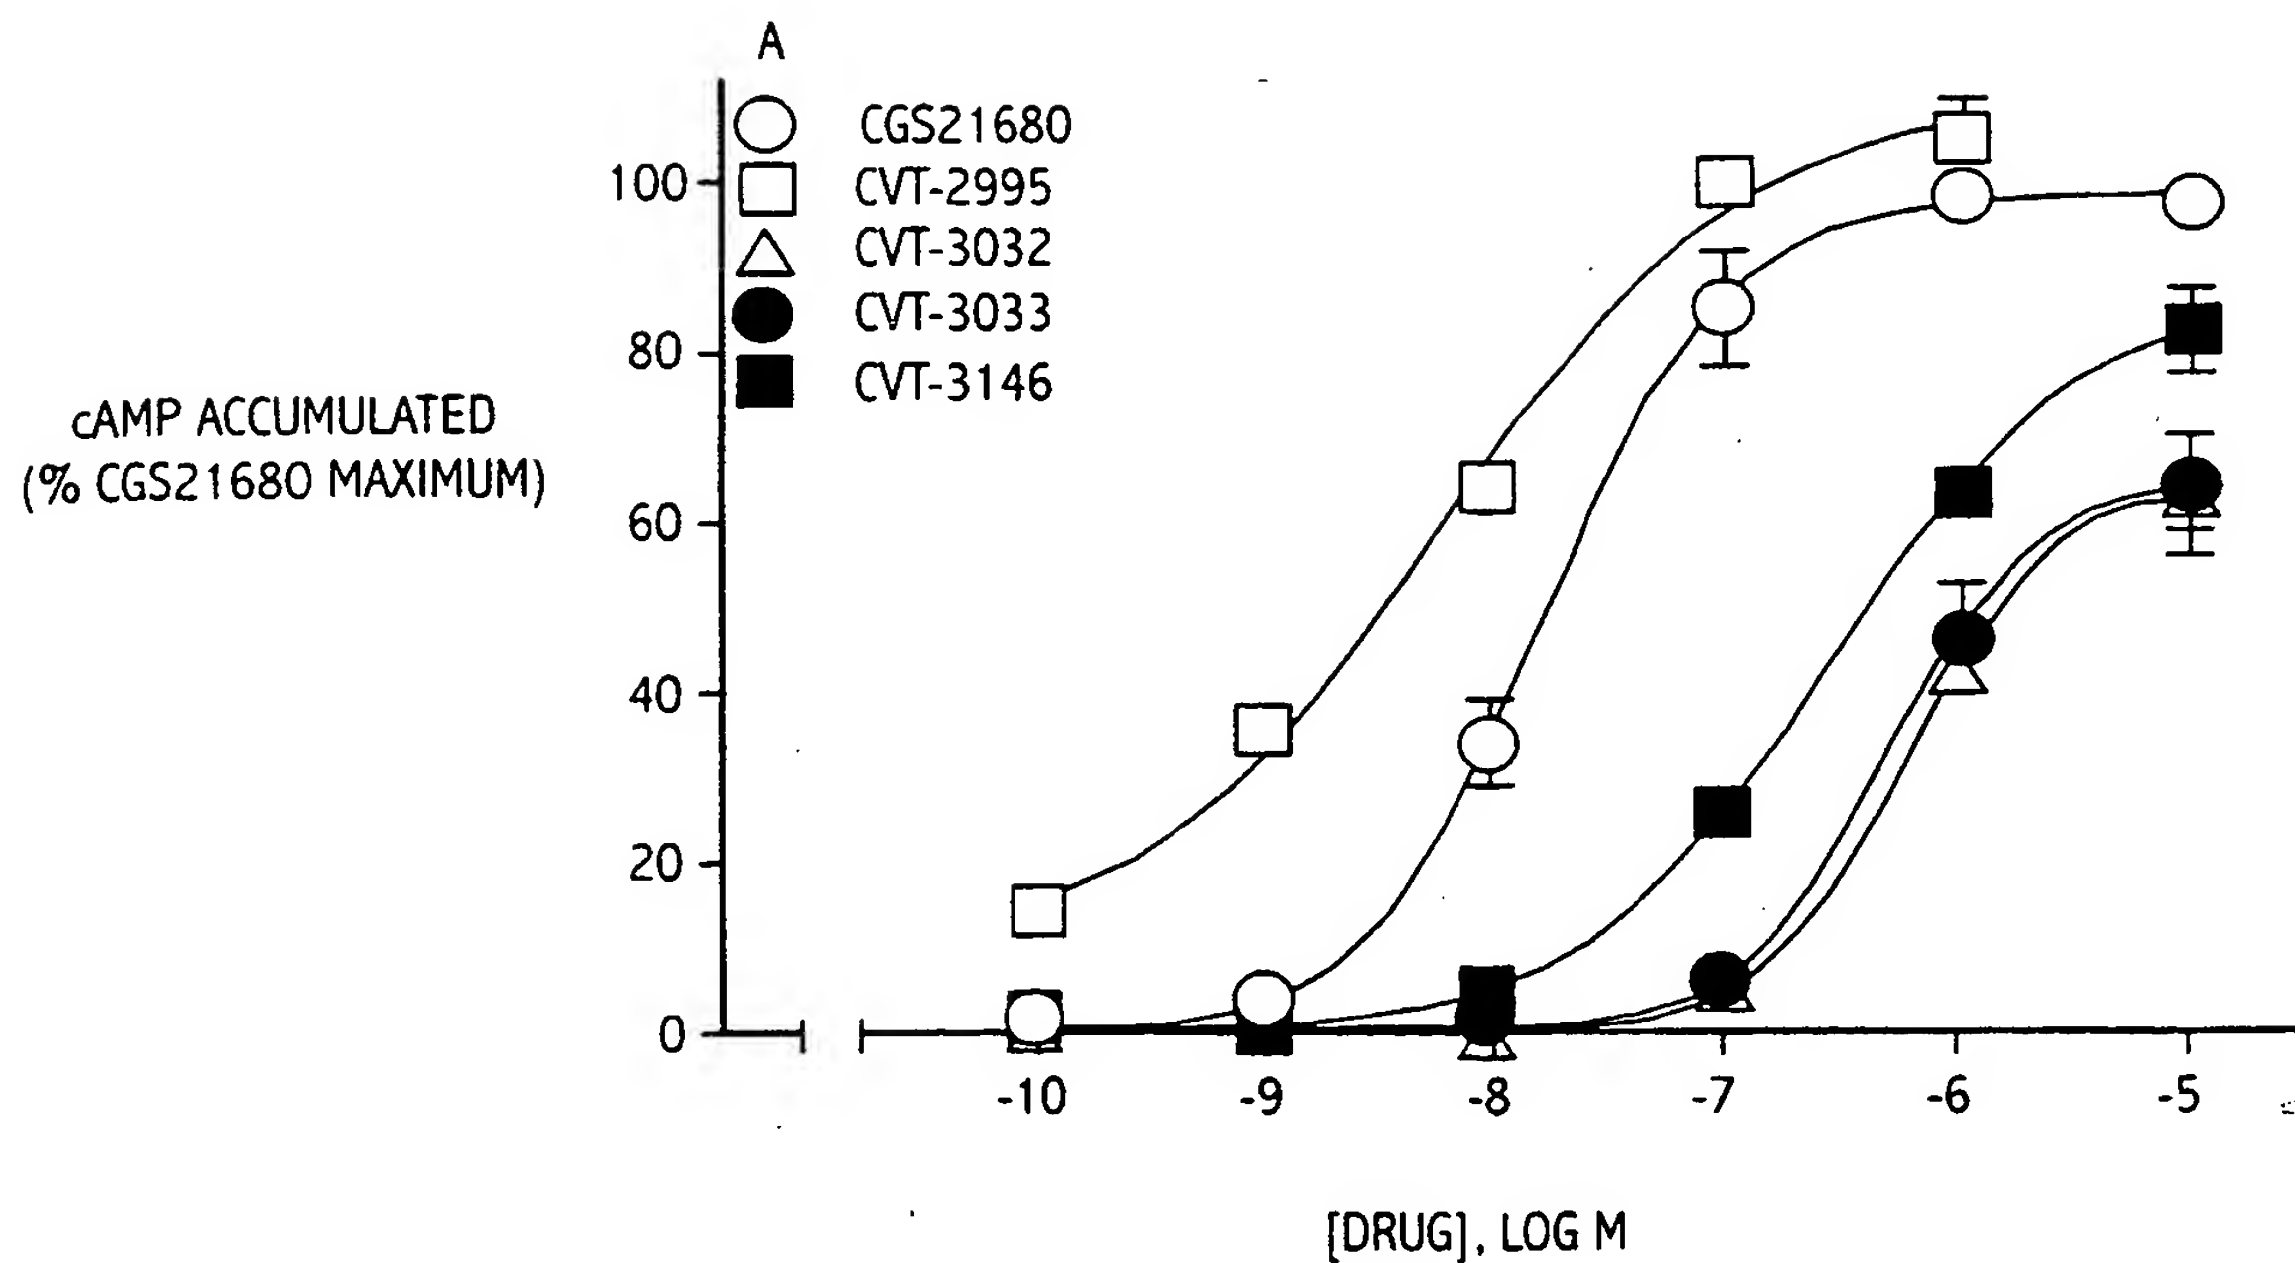 A
CGS21680
CVT-2995
CVT-3032
CVT-3033
CVT-3146
100
80
60
40
20
0
cAMP ACCUMULATED
(% CGS21680 MAXIMUM)
-10 -9 -8 -7 -6 -5
[DRUG], LOG M